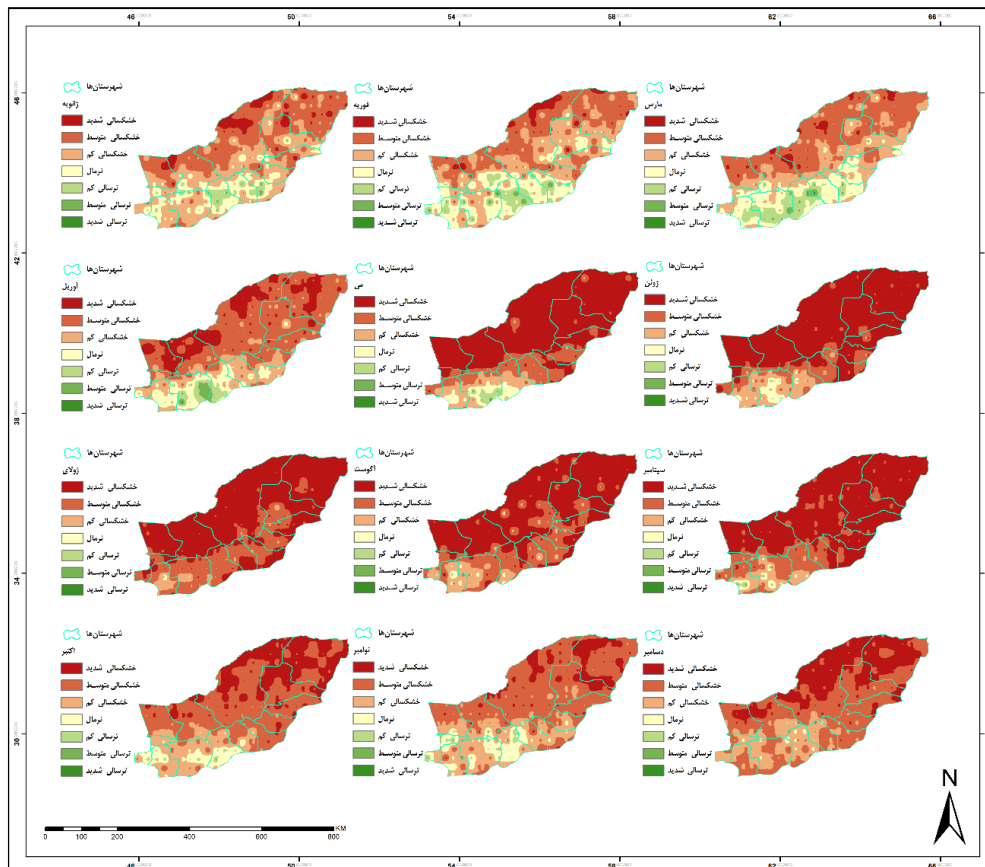 46 50 54 58 62 66
46
42
38
34
30
شهرستان‌ها
ژانویه
خشکسالی شدید
خشکسالی متوسط
خشکسالی کم
نرمال
ترسالی کم
ترسالی متوسط
ترسالی شدید
شهرستان‌ها
فوریه
خشکسالی شدید
خشکسالی متوسط
خشکسالی کم
نرمال
ترسالی کم
ترسالی متوسط
ترسالی شدید
شهرستان‌ها
مارس
خشکسالی شدید
خشکسالی متوسط
خشکسالی کم
نرمال
ترسالی کم
ترسالی متوسط
ترسالی شدید
شهرستان‌ها
آوریل
خشکسالی شدید
خشکسالی متوسط
خشکسالی کم
نرمال
ترسالی کم
ترسالی متوسط
ترسالی شدید
شهرستان‌ها
می
خشکسالی شدید
خشکسالی متوسط
خشکسالی کم
نرمال
ترسالی کم
ترسالی متوسط
ترسالی شدید
شهرستان‌ها
ژوئن
خشکسالی شدید
خشکسالی متوسط
خشکسالی کم
نرمال
ترسالی کم
ترسالی متوسط
ترسالی شدید
شهرستان‌ها
ژولای
خشکسالی شدید
خشکسالی متوسط
خشکسالی کم
نرمال
ترسالی کم
ترسالی متوسط
ترسالی شدید
شهرستان‌ها
آگوست
خشکسالی شدید
خشکسالی متوسط
خشکسالی کم
نرمال
ترسالی کم
ترسالی متوسط
ترسالی شدید
شهرستان‌ها
سپتامبر
خشکسالی شدید
خشکسالی متوسط
خشکسالی کم
نرمال
ترسالی کم
ترسالی متوسط
ترسالی شدید
شهرستان‌ها
اکتبر
خشکسالی شدید
خشکسالی متوسط
خشکسالی کم
نرمال
ترسالی کم
ترسالی متوسط
ترسالی شدید
شهرستان‌ها
نوامبر
خشکسالی شدید
خشکسالی متوسط
خشکسالی کم
نرمال
ترسالی کم
ترسالی متوسط
ترسالی شدید
شهرستان‌ها
دسامبر
خشکسالی شدید
خشکسالی متوسط
خشکسالی کم
نرمال
ترسالی کم
ترسالی متوسط
ترسالی شدید
46
42
38
34
30
N
KM
0 100 200 400 600 800
46 50 54 58 62 66